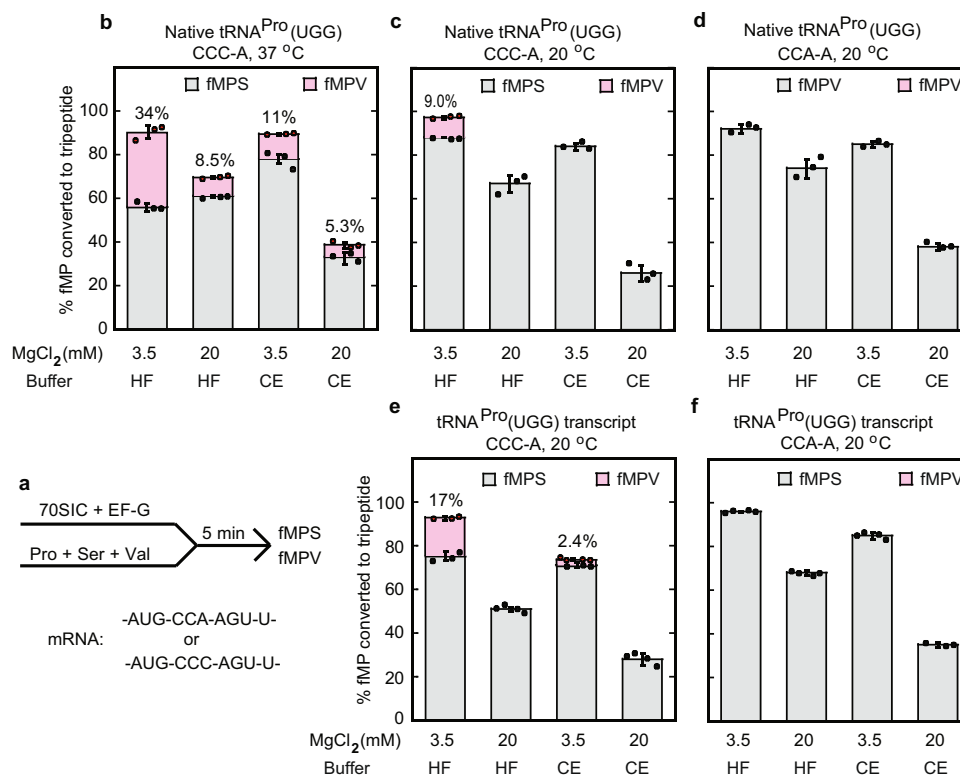 b
Native tRNA^Pro(UGG)
CCC-A, 37 °C
fMPS fMPV
% fMP converted to tripeptide
100
80
60
40
20
0
34%
8.5%
11%
5.3%
c
Native tRNA^Pro(UGG)
CCC-A, 20 °C
fMPS fMPV
9.0%
d
Native tRNA^Pro(UGG)
CCA-A, 20 °C
fMPA fMPV
MgCl2(mM) 3.5 20 3.5 20 3.5 20 3.5 20 3.5 20 3.5 20
Buffer HF HF CE CE HF HF CE CE HF HF CE CE
a
70SIC + EF-G
Pro + Ser + Val
5 min
fMPS
fMPV
mRNA:
-AUG-CCA-AGU-U-
or
-AUG-CCC-AGU-U-
e
tRNA^Pro(UGG) transcript
CCC-A, 20 °C
fMPS fMPV
% fMP converted to tripeptide
100
80
60
40
20
0
17%
2.4%
f
tRNA^Pro(UGG) transcript
CCA-A, 20 °C
fMPS fMPV
MgCl2(mM) 3.5 20 3.5 20 3.5 20 3.5 20
Buffer HF HF CE CE HF HF CE CE